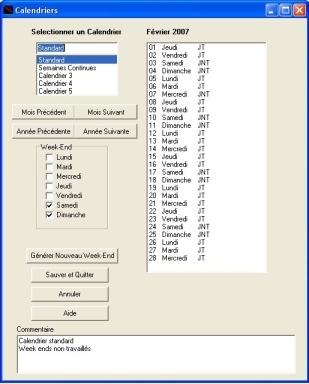 Calendriers
Selectionner un Calendrier
Standard
Standard
Semaines Continues
Calendrier 3
Calendrier 4
Calendrier 5
Mois Précédent
Mois Suivant
Année Précédente
Année Suivante
Week-End
Lundi
Mardi
Mercredi
Jeudi
Vendredi
Samedi
Dimanche
Générer Nouveau Week-End
Sauver et Quitter
Annuler
Aide
Février 2007
01 Jeudi JT
02 Vendredi JT
03 Samedi JNT
04 Dimanche JNT
05 Lundi JT
06 Mardi JT
07 Mercredi JT
08 Jeudi JT
09 Vendredi JT
10 Samedi JNT
11 Dimanche JNT
12 Lundi JT
13 Mardi JT
14 Mercredi JT
15 Jeudi JT
16 Vendredi JT
17 Samedi JNT
18 Dimanche JNT
19 Lundi JT
20 Mardi JT
21 Mercredi JT
22 Jeudi JT
23 Vendredi JT
24 Samedi JNT
25 Dimanche JNT
26 Lundi JT
27 Mardi JT
28 Mercredi JT
Commentaire
Calendrier standard
Week ends non travaillés